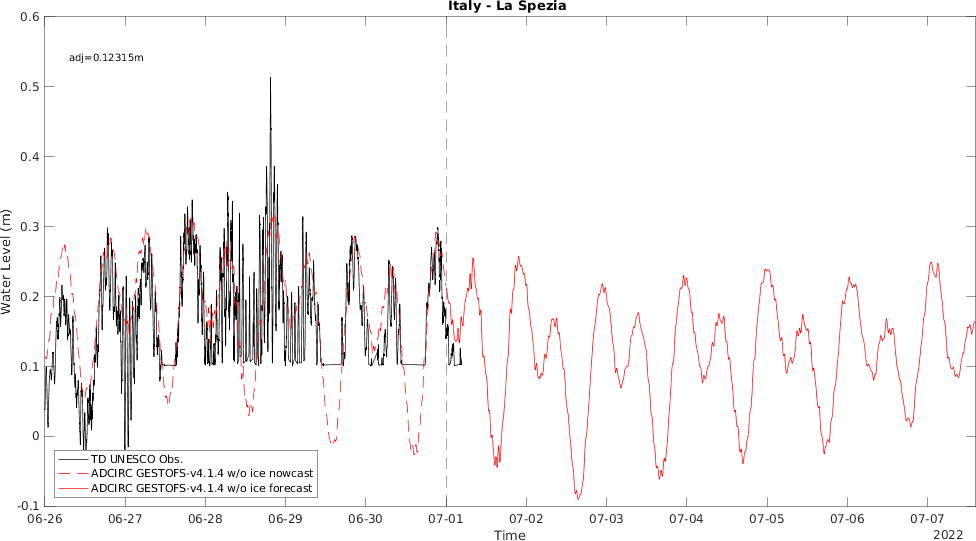 Italy - La Spezia
adj=0.12315m
0.6
0.5
0.4
0.3
0.2
0.1
0
-0.1
Water Level (m)
TD UNESCO Obs.
ADCIRC GESTOFS-v4.1.4 w/o ice nowcast
ADCIRC GESTOFS-v4.1.4 w/o ice forecast
06-26 06-27 06-28 06-29 06-30 07-01 07-02 07-03 07-04 07-05 07-06 07-07
Time
2022